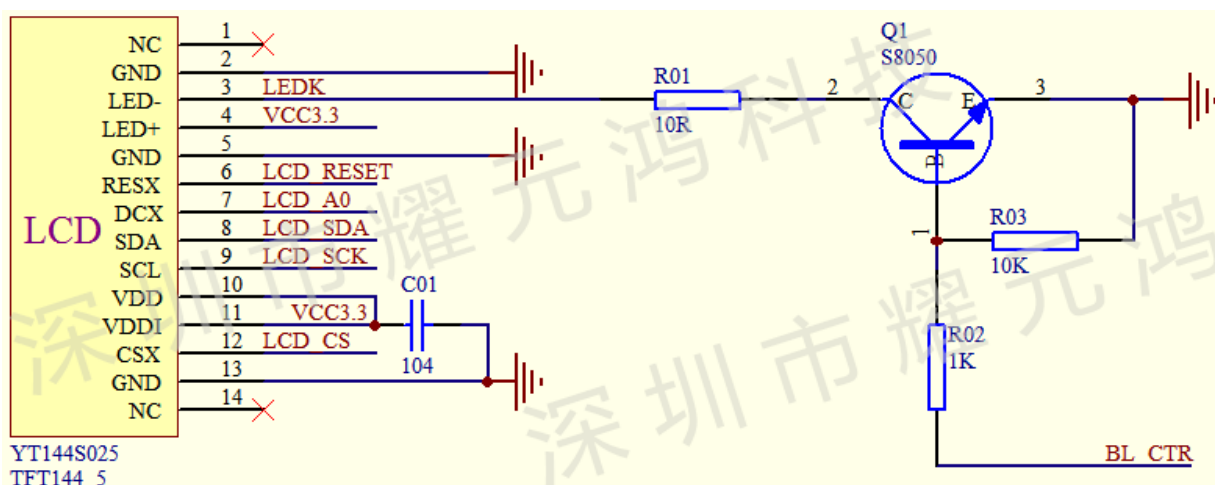 NC 1
GND 2
LED- 3 LEDK
LED+ 4 VCC3.3
GND 5
RESX 6 LCD_RESET
DCX 7 LCD_A0
SDA 8 LCD_SDA
SCL 9 LCD_SCK
VDD 10
VDDI 11 VCC3.3
CSX 12 LCD_CS
GND 13
NC 14
LCD
YT144S025
TFT144_5
C01
104
R01
10R
Q1
S8050
2 C E 3
B
1
R03
10K
R02
1K
BL_CTR
深圳市耀元鸿科技
深圳市耀元鸿